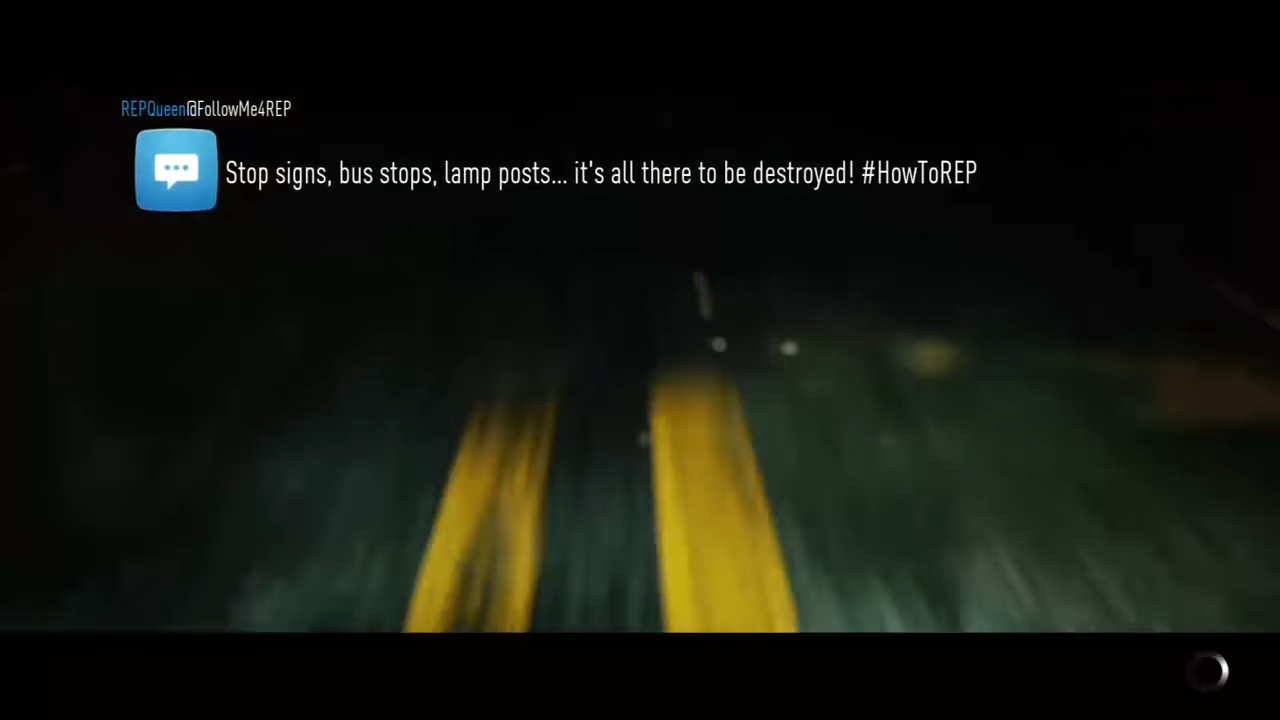 REPQueen@FollowMe4REP
Stop signs, bus stops, lamp posts... it's all there to be destroyed! #HowToREP